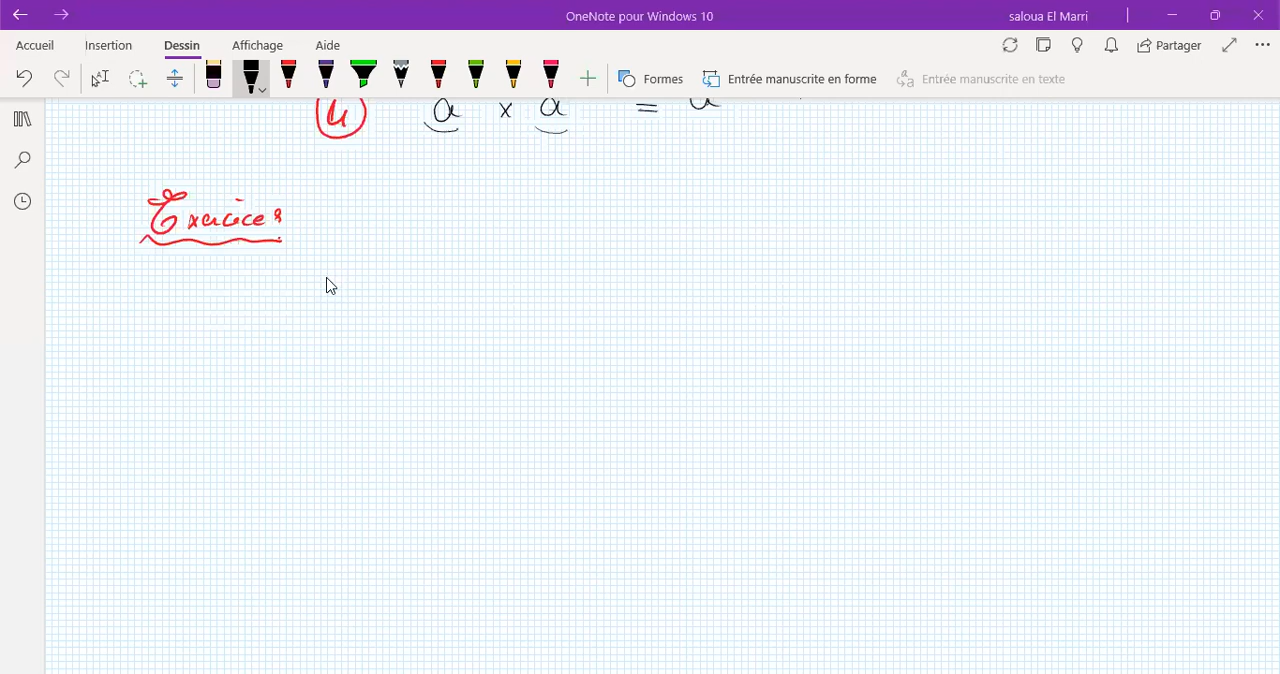 OneNote pour Windows 10
saloua El Marri
Accueil Insertion Dessin Affichage Aide
Partager
Formes
Entrée manuscrite en forme
Entrée manuscrite en texte
a x a =
Exercice :